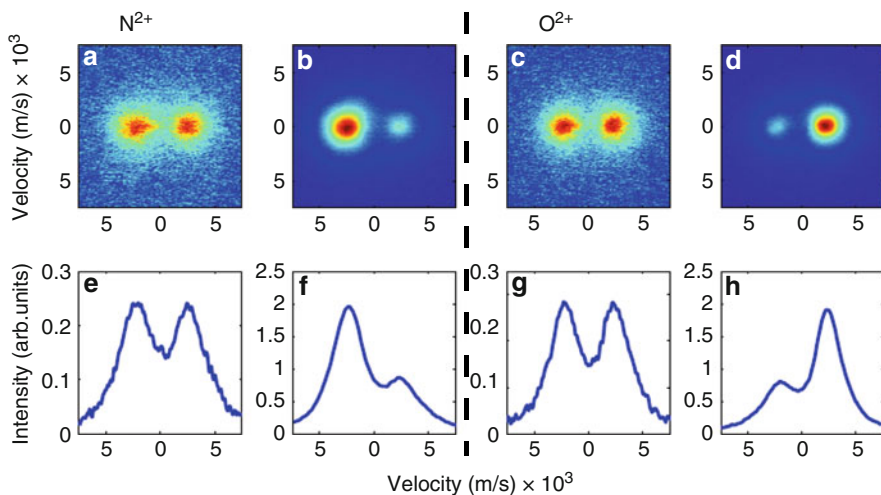 N²⁺ O²⁺
a b c d
Velocity (m/s) × 10³
5 0 5
5 0 5
5 0 5 5 0 5 5 0 5 5 0 5
e f g h
Intensity (arb.units)
0.3 0.2 0.1 0
2.5 2 1.5 1 0.5 0
0.3 0.2 0.1 0
2.5 2 1.5 1 0.5 0
5 0 5 5 0 5 5 0 5 5 0 5
Velocity (m/s) × 10³